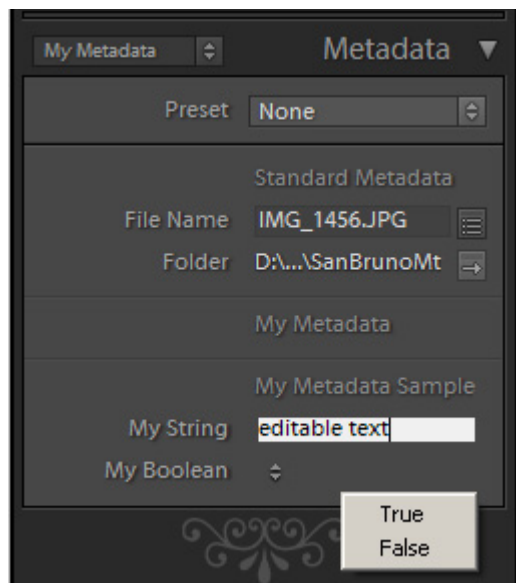 My Metadata Metadata
Preset None
Standard Metadata
File Name IMG_1456.JPG
Folder D:\...\SanBrunoMt
My Metadata
My Metadata Sample
My String editable text
My Boolean
True
False